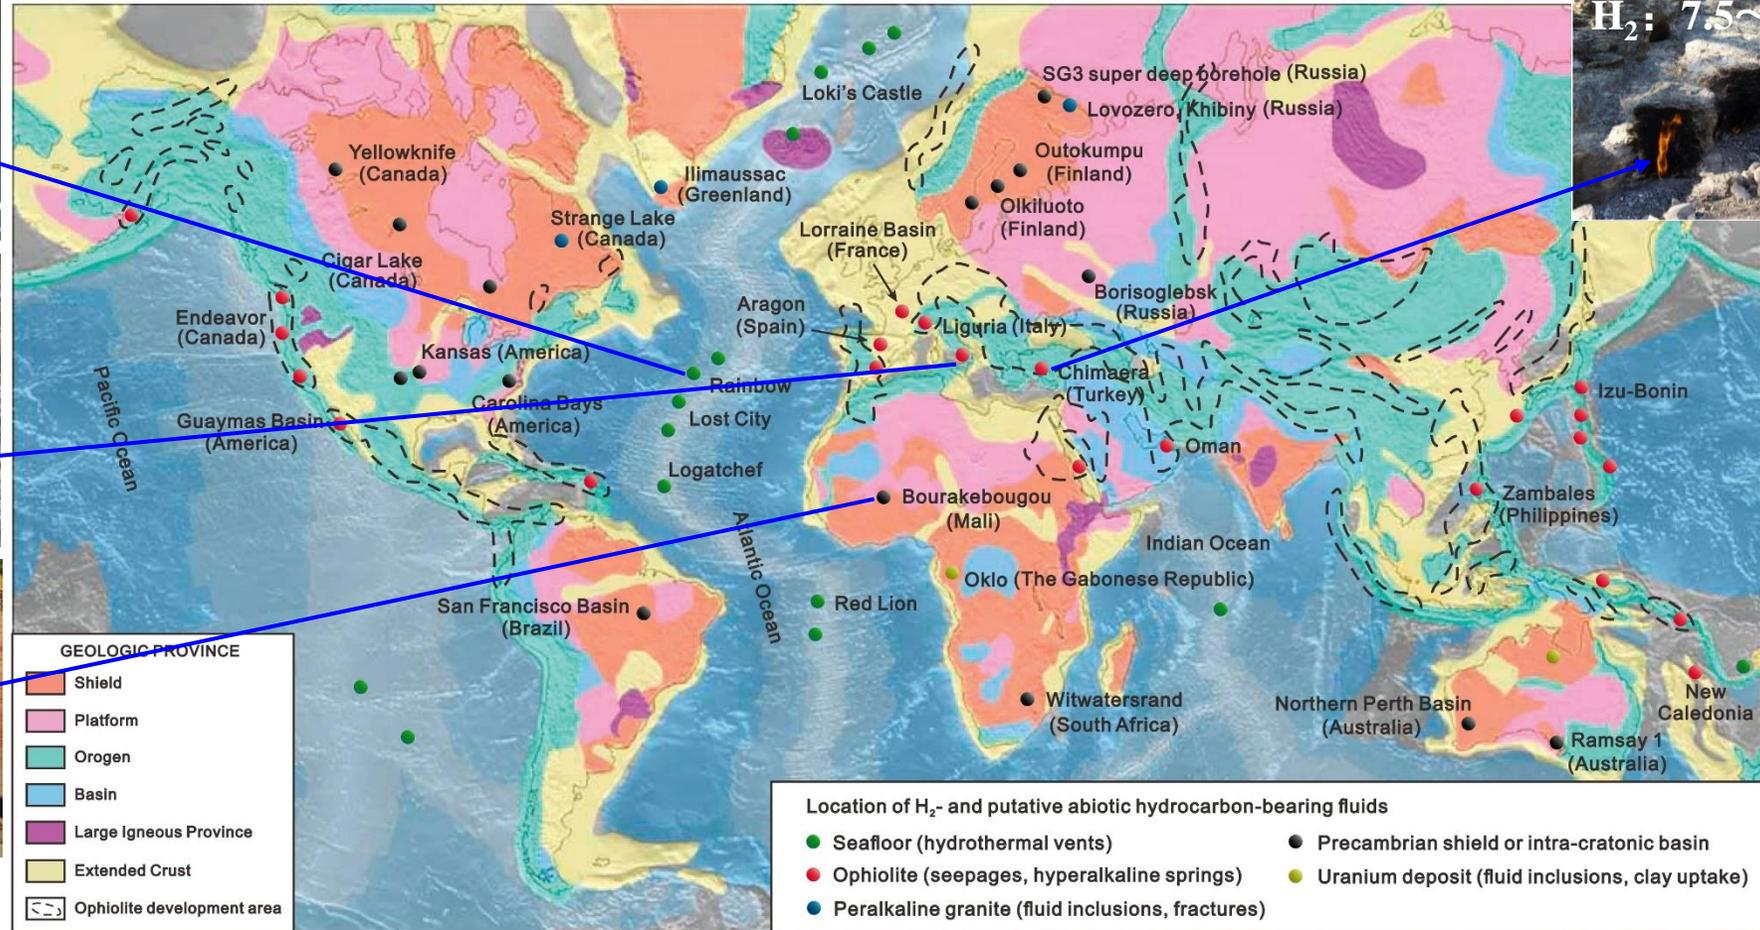 H₂: 7.5~
SG3 super deep borehole (Russia)
Loki's Castle
Lovozero, Khibiny (Russia)
Yellowknife
(Canada)
Outokumpu
(Finland)
Ilimaussac
(Greenland)
Strange Lake
(Canada)
Olkiluoto
(Finland)
Lorraine Basin
(France)
Cigar Lake
(Canada)
Borisoglebsk
(Russia)
Aragon
(Spain)
Endeavor
(Canada)
Liguria (Italy)
Kansas (America)
Chimaera
(Turkey)
Rainbow
Izu-Bonin
Pacific Ocean
Carolina Bays
(America)
Guaymas Basin
(America)
Lost City
Oman
Logatchef
Bourakebougou
(Mali)
Zambales
(Philippines)
Atlantic Ocean
Indian Ocean
Oklo (The Gabonese Republic)
San Francisco Basin
(Brazil)
Red Lion
Witwatersrand
(South Africa)
Northern Perth Basin
(Australia)
New
Caledonia
Ramsay 1
(Australia)
GEOLOGIC PROVINCE
Shield
Platform
Orogen
Basin
Large Igneous Province
Extended Crust
Ophiolite development area
Location of H₂- and putative abiotic hydrocarbon-bearing fluids
Seafloor (hydrothermal vents)
Ophiolite (seepages, hyperalkaline springs)
Peralkaline granite (fluid inclusions, fractures)
Precambrian shield or intra-cratonic basin
Uranium deposit (fluid inclusions, clay uptake)